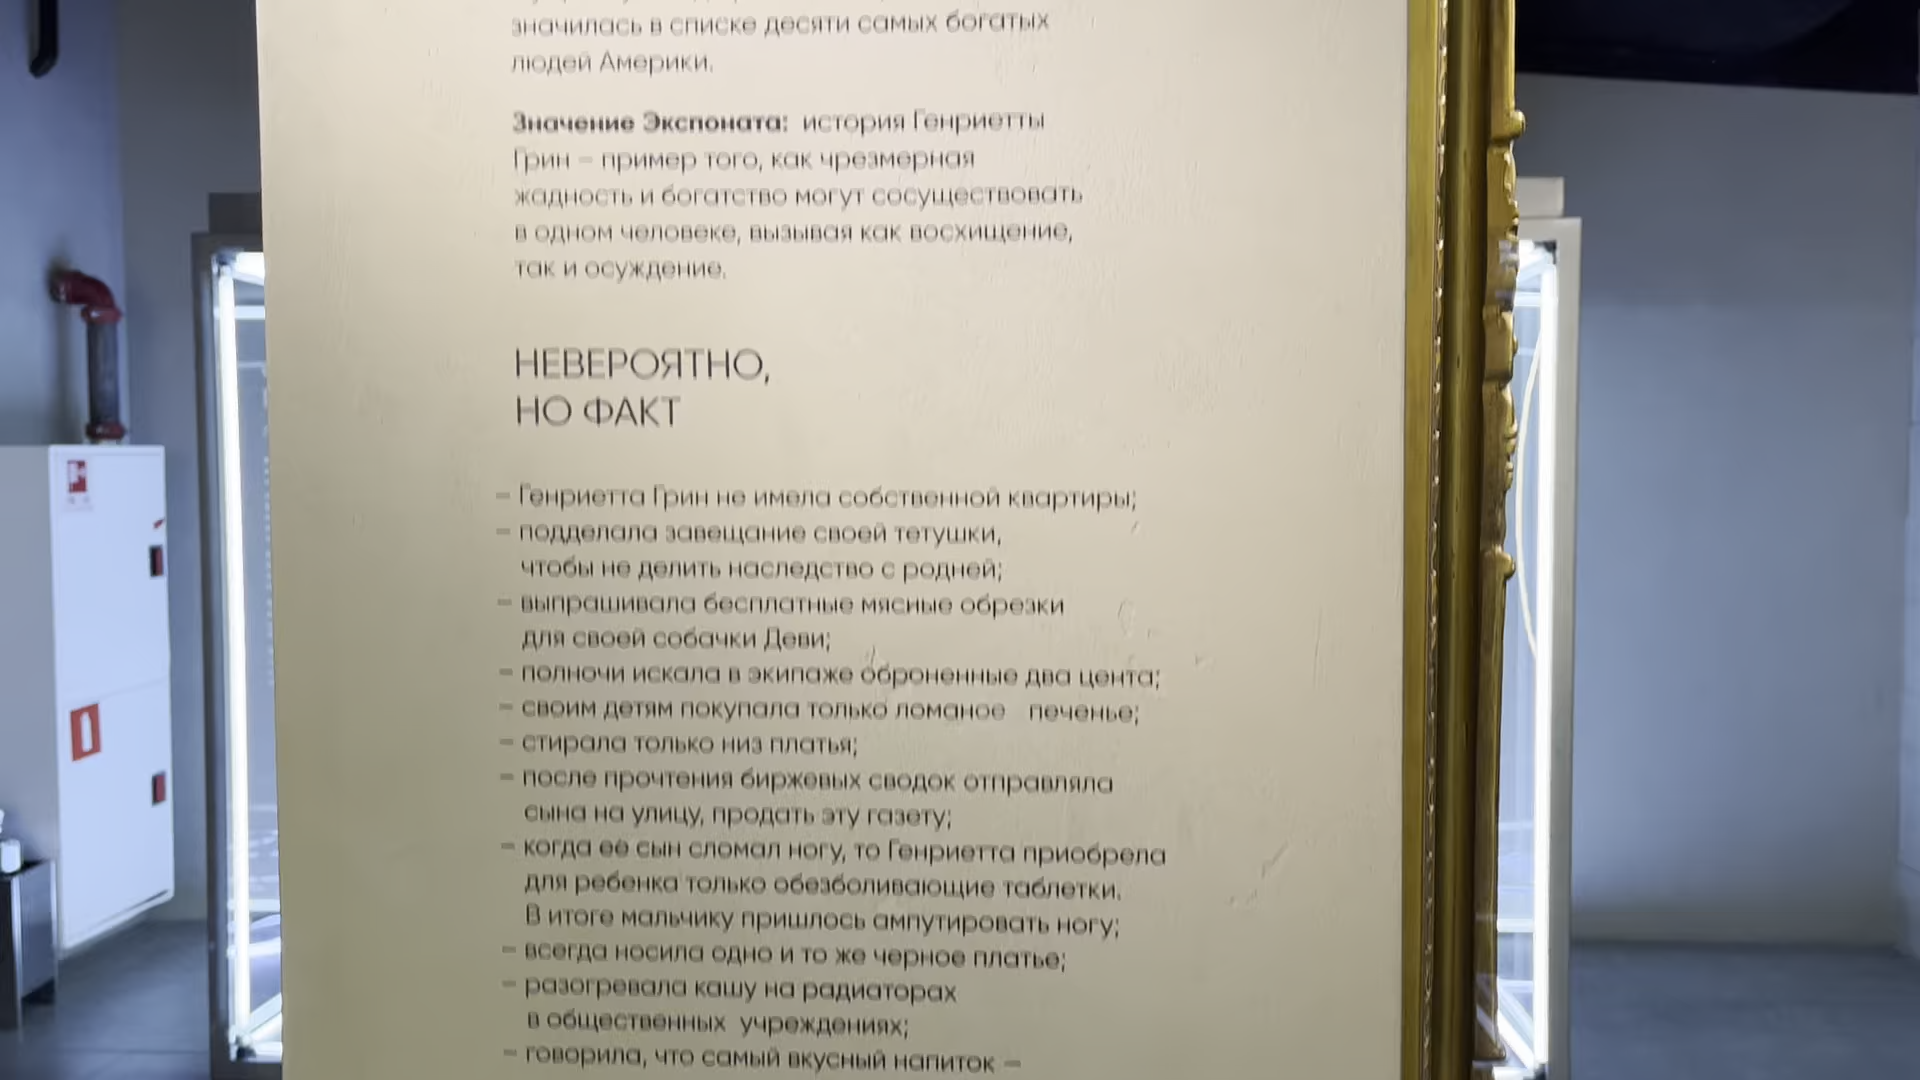 значилась в списке десяти самых богатых
людей Америки.
Значение Экспоната: история Генриетты
Грин – пример того, как чрезмерная
жадность и богатство могут сосуществовать
в одном человеке, вызывая как восхищение,
так и осуждение.
НЕВЕРОЯТНО,
НО ФАКТ
– Генриетта Грин не имела собственной квартиры;
– подделала завещание своей тетушки,
чтобы не делить наследство с родней;
– выпрашивала бесплатные мясные обрезки
для своей собачки Деви;
– полночи искала в экипаже оброненные два цента;
– своим детям покупала только ломаное печенье;
– стирала только низ платья;
– после прочтения биржевых сводок отправляла
сына на улицу, продать эту газету;
– когда её сын сломал ногу, то Генриетта приобрела
для ребенка только обезболивающие таблетки.
В итоге мальчику пришлось ампутировать ногу;
– всегда носила одно и то же черное платье;
– разогревала кашу на радиаторах
в общественных учреждениях;
– говорила, что самый вкусный напиток –